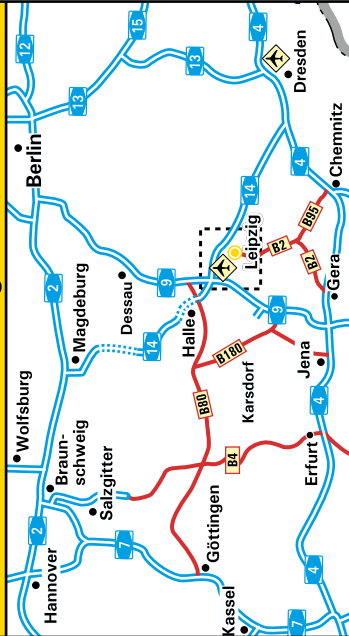 Wolfsburg
12
Hannover
2
Berlin
Braun-
schweig
2
13
Magdeburg
Salzgitter
7
Dessau
15
14
9
13
Halle
B80
Göttingen
Kassel
B180
B4
Karsdorf
Leipzig
14
4
B2
9
Dresden
7
Erfurt
Jena
B2
B95
4
4
4
Gera
Chemnitz